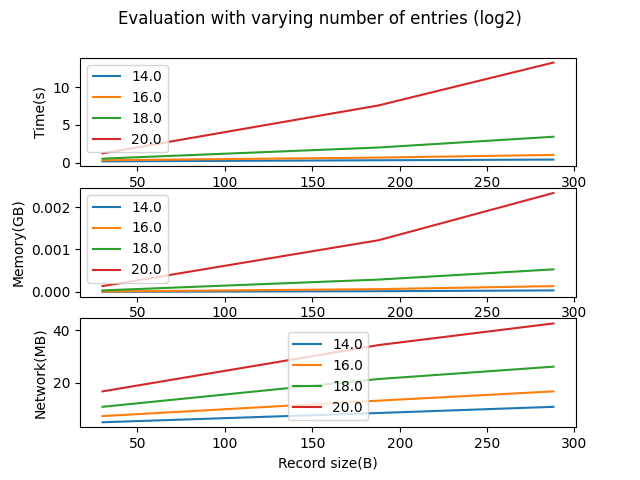 Evaluation with varying number of entries (log2)
Time(s)
10
5
0
14.0
16.0
18.0
20.0
50 100 150 200 250 300
Memory(GB)
0.002
0.001
0.000
14.0
16.0
18.0
20.0
50 100 150 200 250 300
Network(MB)
40
20
14.0
16.0
18.0
20.0
50 100 150 200 250 300
Record size(B)